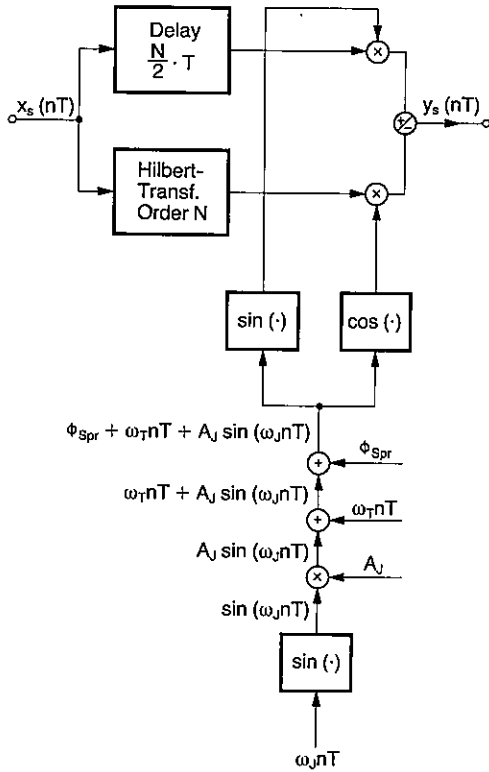 Delay
N/2 · T
×
x_s (nT)
±
y_s (nT)
Hilbert-
Transf.
Order N
×
sin (·)
cos (·)
Φ_Spr + ω_T nT + A_J sin (ω_J nT)
+
Φ_Spr
ω_T nT + A_J sin (ω_J nT)
+
ω_T nT
A_J sin (ω_J nT)
×
A_J
sin (ω_J nT)
sin (·)
ω_J nT